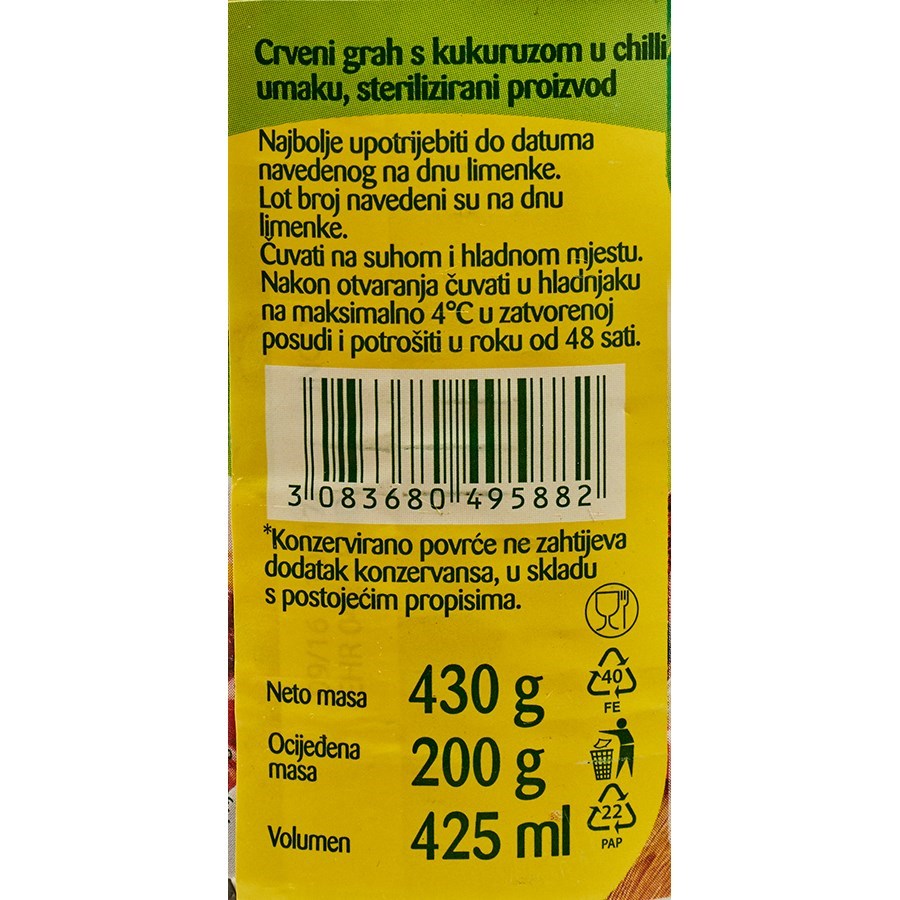 Crveni grah s kukuruzom u chilli
umaku, sterilizirani proizvod
Najbolje upotrijebiti do datuma
navedenog na dnu limenke.
Lot broj navedeni su na dnu
limenke.
Čuvati na suhom i hladnom mjestu.
Nakon otvaranja čuvati u hladnjaku
na maksimalno 4°C u zatvorenoj
posudi i potrošiti u roku od 48 sati.
3 083680 495882
*Konzervirano povrće ne zahtijeva
dodatak konzervansa, u skladu
s postojećim propisima.
Neto masa 430 g
40
FE
Ocijeđena
masa 200 g
Volumen 425 ml
22
PAP